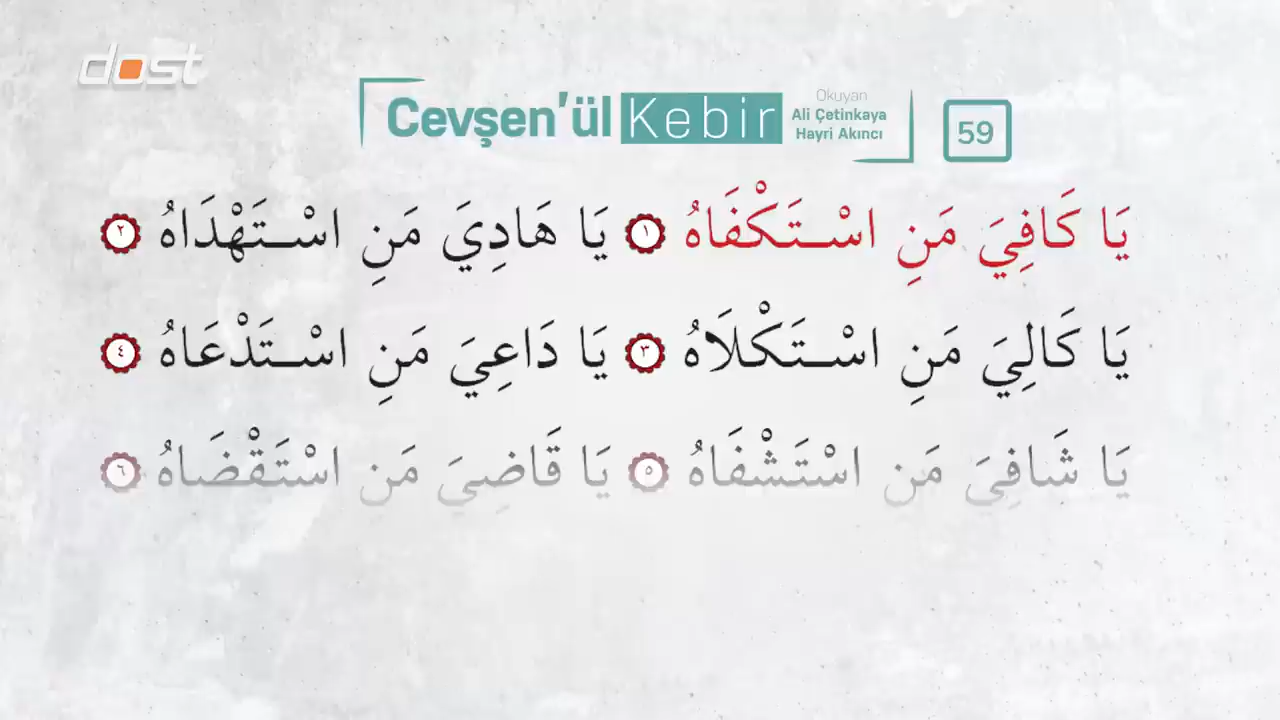 dost
Cevşen'ül Kebir
Okuyan
Ali Çetinkaya
Hayri Akıncı
59
يَا كَافِيَ مَنِ اسْتَكْفَاهُ ١ يَا هَادِيَ مَنِ اسْتَهْدَاهُ ٢
يَا كَالِيَ مَنِ اسْتَكْلَاهُ ٣ يَا دَاعِيَ مَنِ اسْتَدْعَاهُ ٤
يَا شَافِيَ مَنِ اسْتَشْفَاهُ ٥ يَا قَاضِيَ مَنِ اسْتَقْضَاهُ ٦